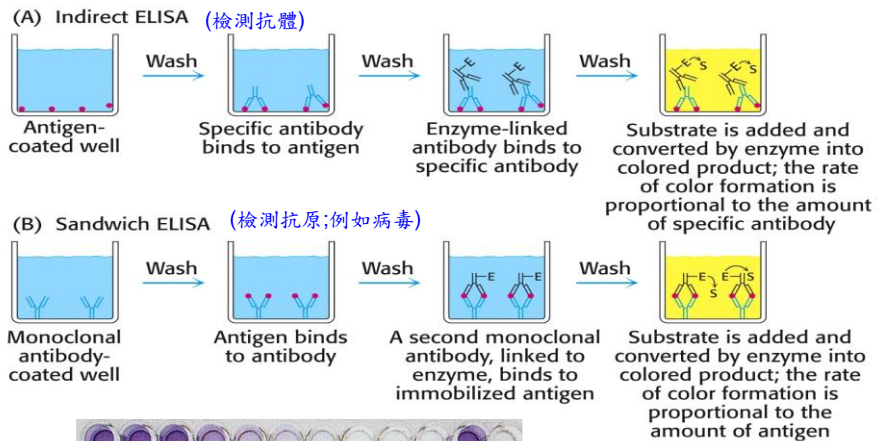 (A) Indirect ELISA (檢測抗體)
Wash
Wash
Wash
E
E
E S
E S
Antigen-
coated well
Specific antibody
binds to antigen
Enzyme-linked
antibody binds to
specific antibody
Substrate is added and
converted by enzyme into
colored product; the rate
of color formation is
proportional to the amount
of specific antibody
(B) Sandwich ELISA (檢測抗原;例如病毒)
Wash
Wash
Wash
E
E
E S
E S
Monoclonal
antibody-
coated well
Antigen binds
to antibody
A second monoclonal
antibody, linked to
enzyme, binds to
immobilized antigen
Substrate is added and
converted by enzyme into
colored product; the rate
of color formation is
proportional to the
amount of antigen